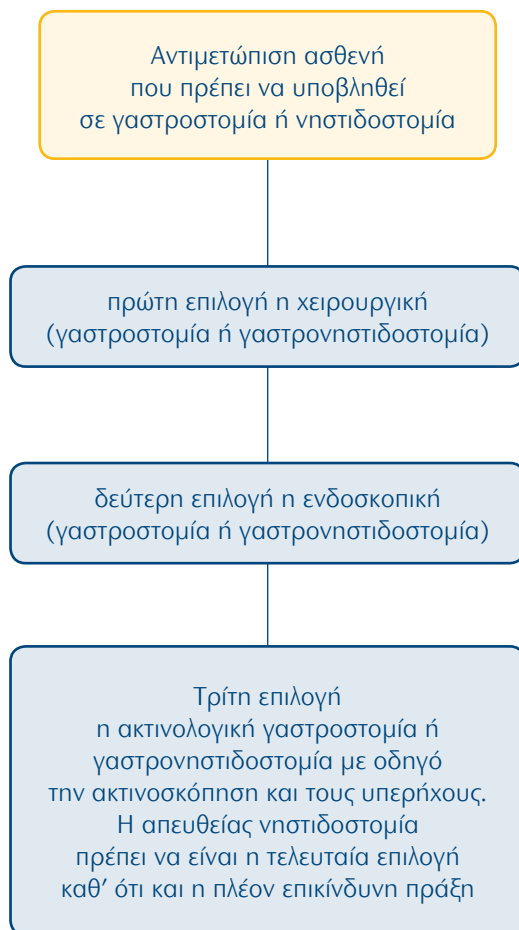 Αντιμετώπιση ασθενή
που πρέπει να υποβληθεί
σε γαστροστομία ή νηστιδοστομία
πρώτη επιλογή η χειρουργική
(γαστροστομία ή γαστρονηστιδοστομία)
δεύτερη επιλογή η ενδοσκοπική
(γαστροστομία ή γαστρονηστιδοστομία)
Τρίτη επιλογή
η ακτινολογική γαστροστομία ή
γαστρονηστιδοστομία με οδηγό
την ακτινοσκόπηση και τους υπερήχους.
Η απευθείας νηστιδοστομία
πρέπει να είναι η τελευταία επιλογή
καθ’ ότι και η πλέον επικίνδυνη πράξη